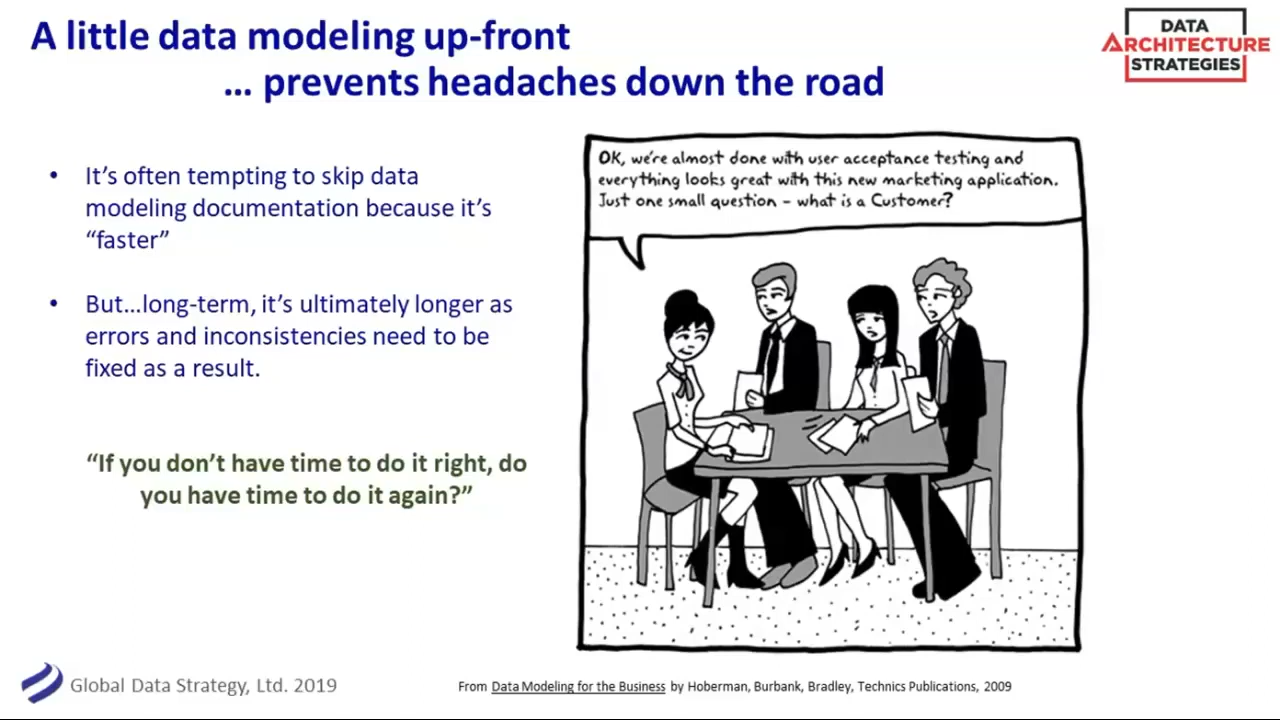 A little data modeling up-front
... prevents headaches down the road
DATA
ARCHITECTURE
STRATEGIES
• It's often tempting to skip data
modeling documentation because it's
“faster”
• But…long-term, it's ultimately longer as
errors and inconsistencies need to be
fixed as a result.
“If you don't have time to do it right, do
you have time to do it again?”
OK, we're almost done with user acceptance testing and
everything looks great with this new marketing application.
Just one small question – what is a Customer?
Global Data Strategy, Ltd. 2019
From Data Modeling for the Business by Hoberman, Burbank, Bradley, Technics Publications, 2009